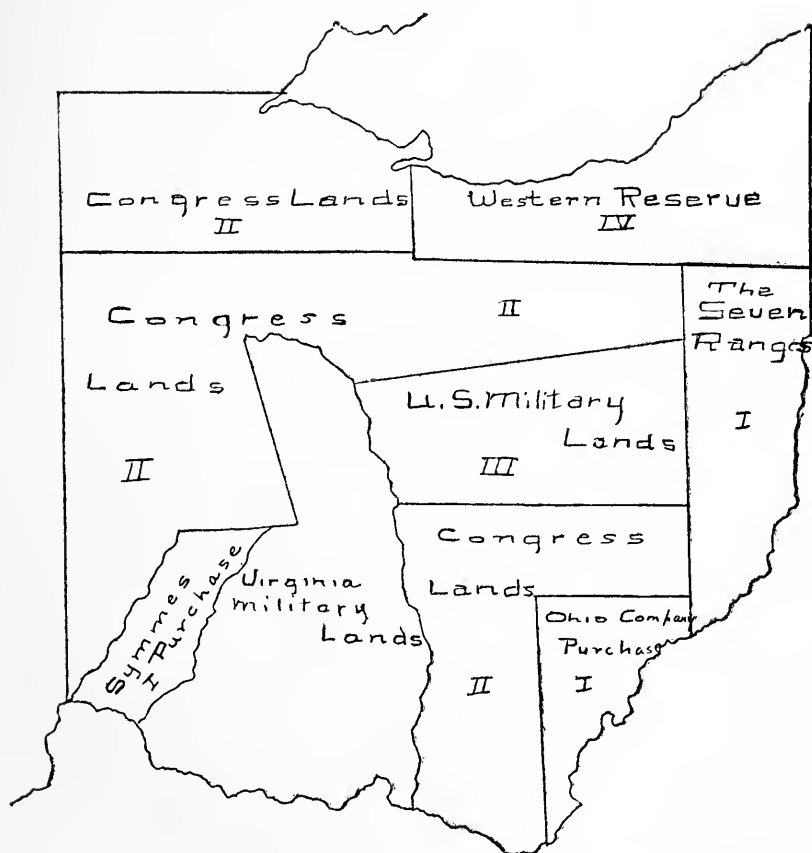 Congress Lands
II
Western Reserve
IV
Congress
Lands
II
II
The
Seven
Ranges
I
U.S. Military
Lands
III
Congress
Lands
II
Ohio Company
Purchase
I
Symmes
Purchase
I
Virginia
Military
Lands